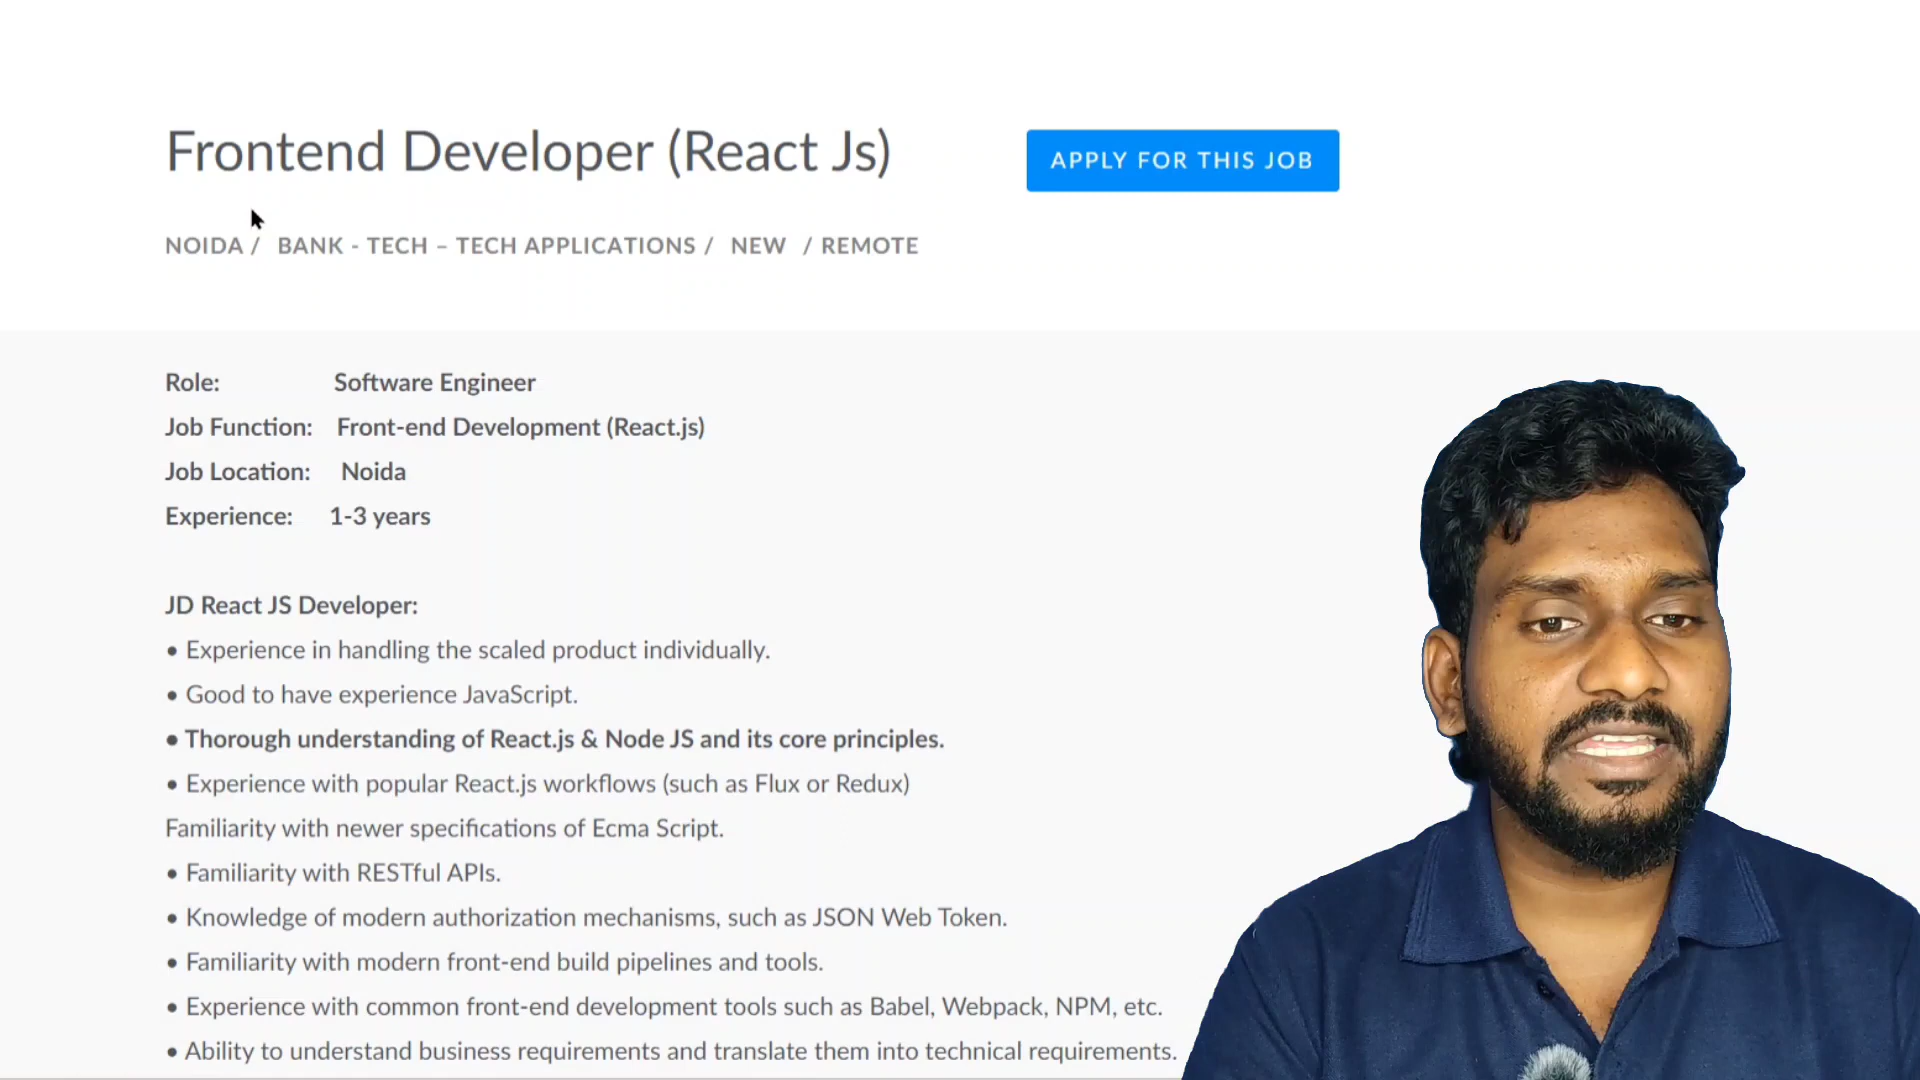 Frontend Developer (React Js)
APPLY FOR THIS JOB
NOIDA / BANK - TECH – TECH APPLICATIONS / NEW / REMOTE
Role: Software Engineer
Job Function: Front-end Development (React.js)
Job Location: Noida
Experience: 1-3 years
JD React JS Developer:
• Experience in handling the scaled product individually.
• Good to have experience JavaScript.
• Thorough understanding of React.js & Node JS and its core principles.
• Experience with popular React.js workflows (such as Flux or Redux)
Familiarity with newer specifications of Ecma Script.
• Familiarity with RESTful APIs.
• Knowledge of modern authorization mechanisms, such as JSON Web Token.
• Familiarity with modern front-end build pipelines and tools.
• Experience with common front-end development tools such as Babel, Webpack, NPM, etc.
• Ability to understand business requirements and translate them into technical requirements.